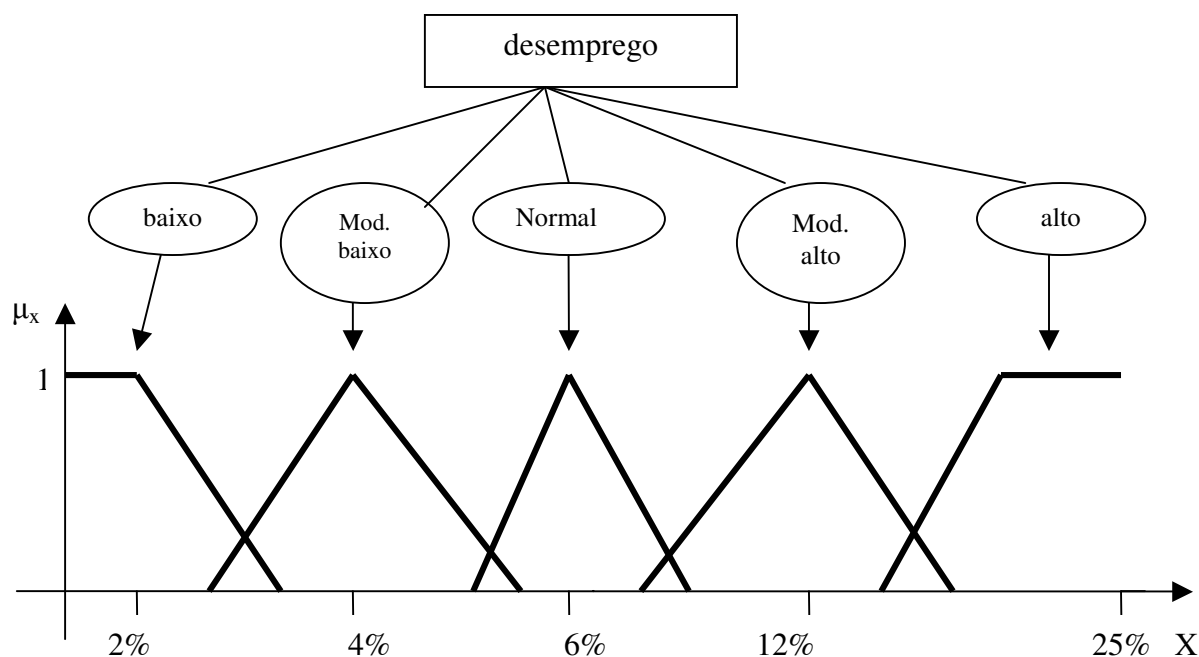 desemprego
baixo
Mod.
baixo
Normal
Mod.
alto
alto
μx
1
2%
4%
6%
12%
25%
X